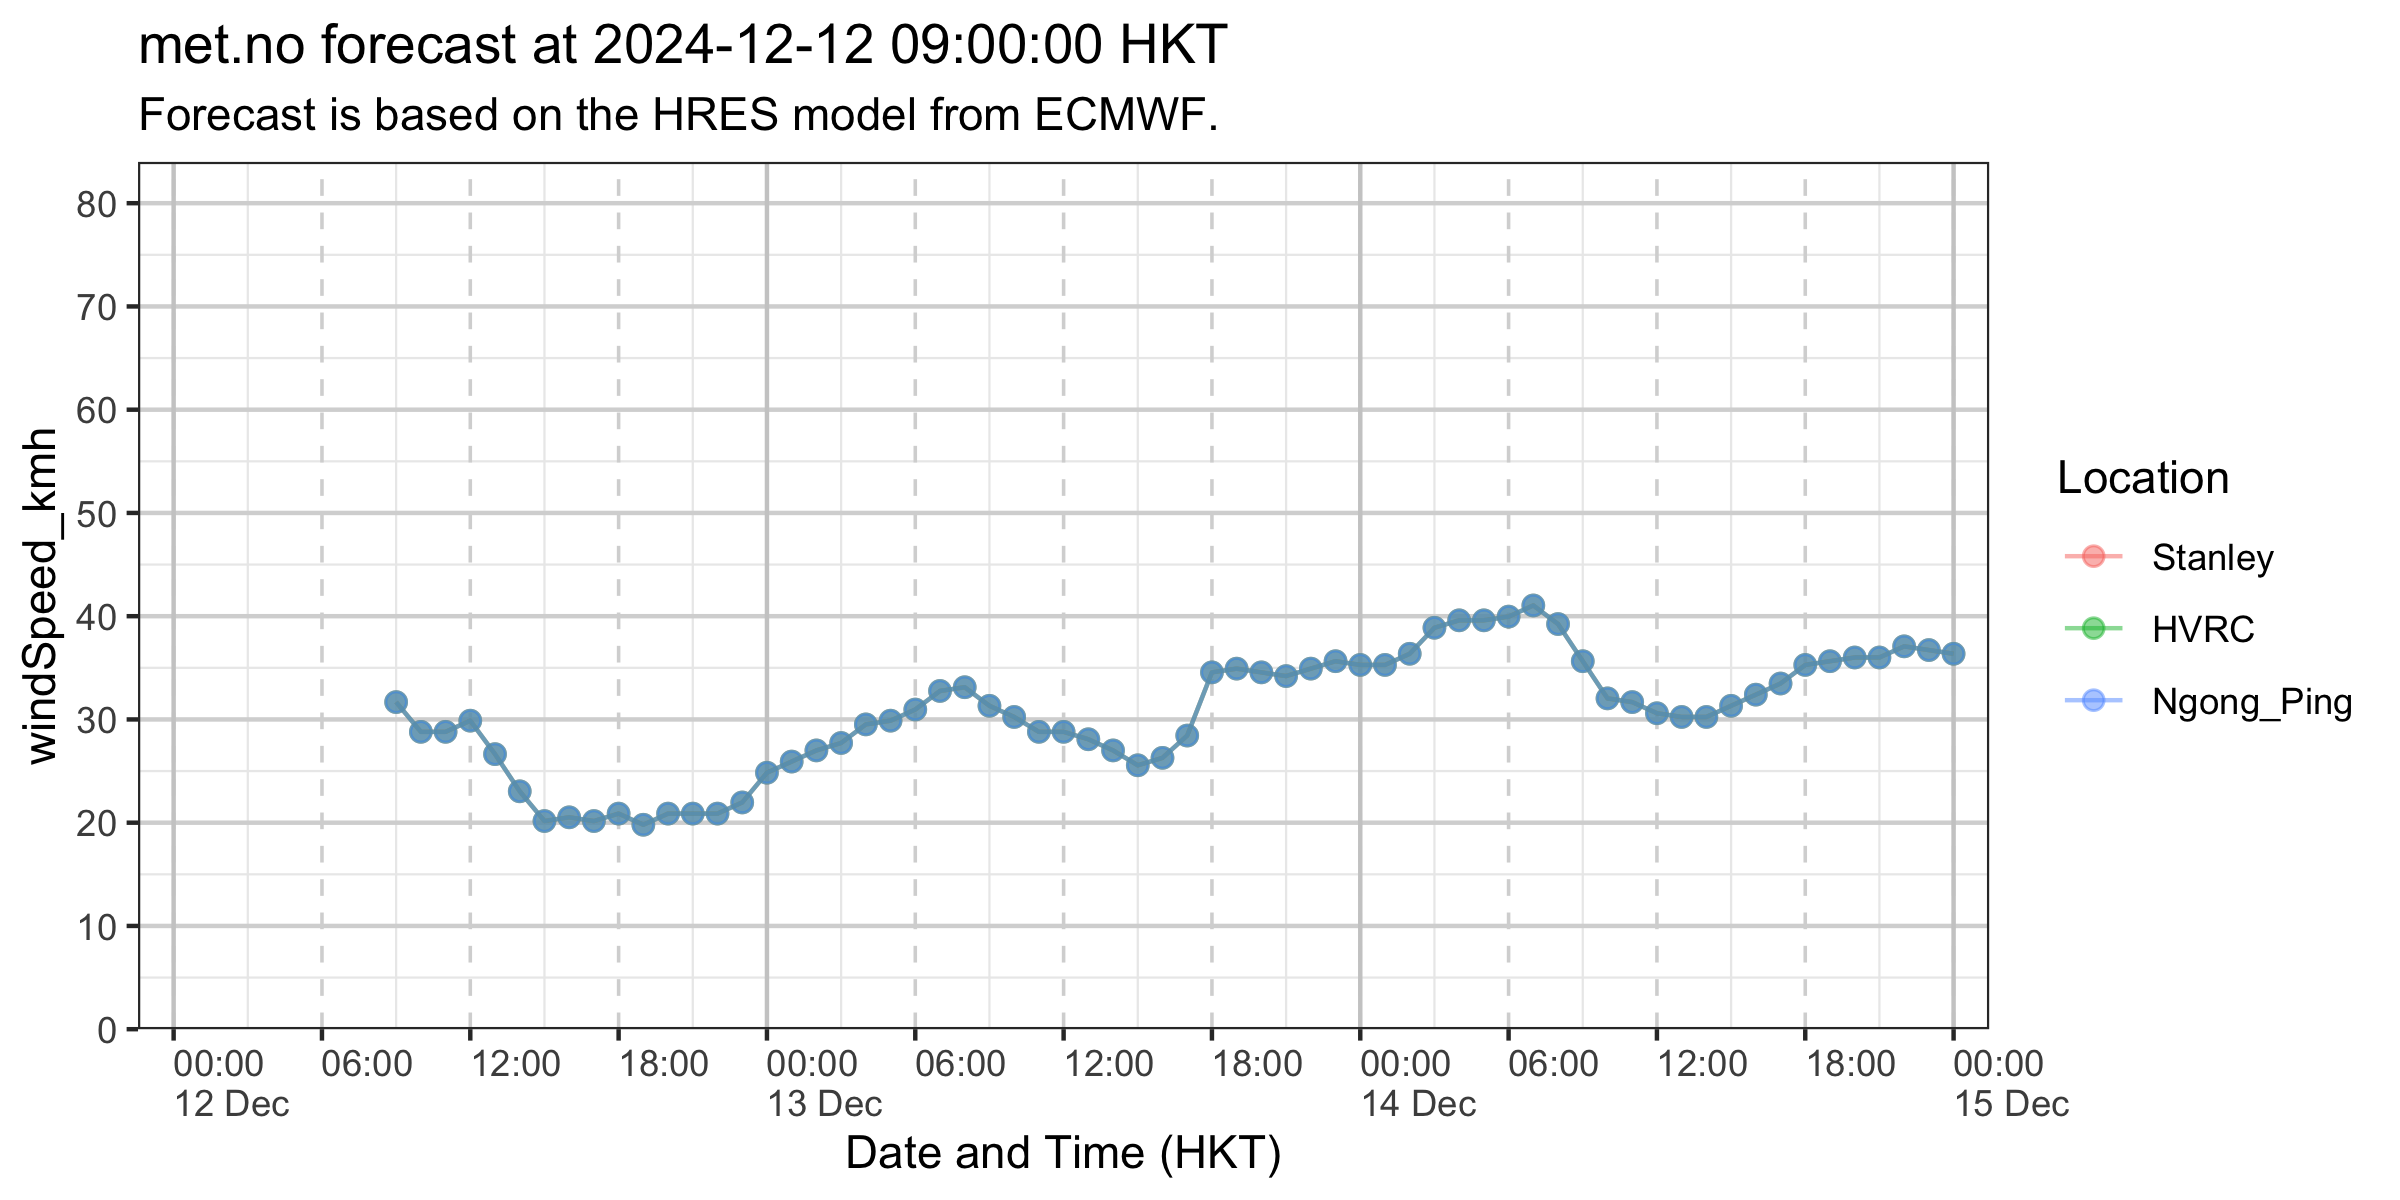 met.no forecast at 2024-12-12 09:00:00 HKT
Forecast is based on the HRES model from ECMWF.
windSpeed_kmh
80
70
60
50
40
30
20
10
0
00:00 06:00 12:00 18:00 00:00 06:00 12:00 18:00 00:00 06:00 12:00 18:00 00:00
12 Dec 13 Dec 14 Dec 15 Dec
Date and Time (HKT)
Location
Stanley
HVRC
Ngong_Ping